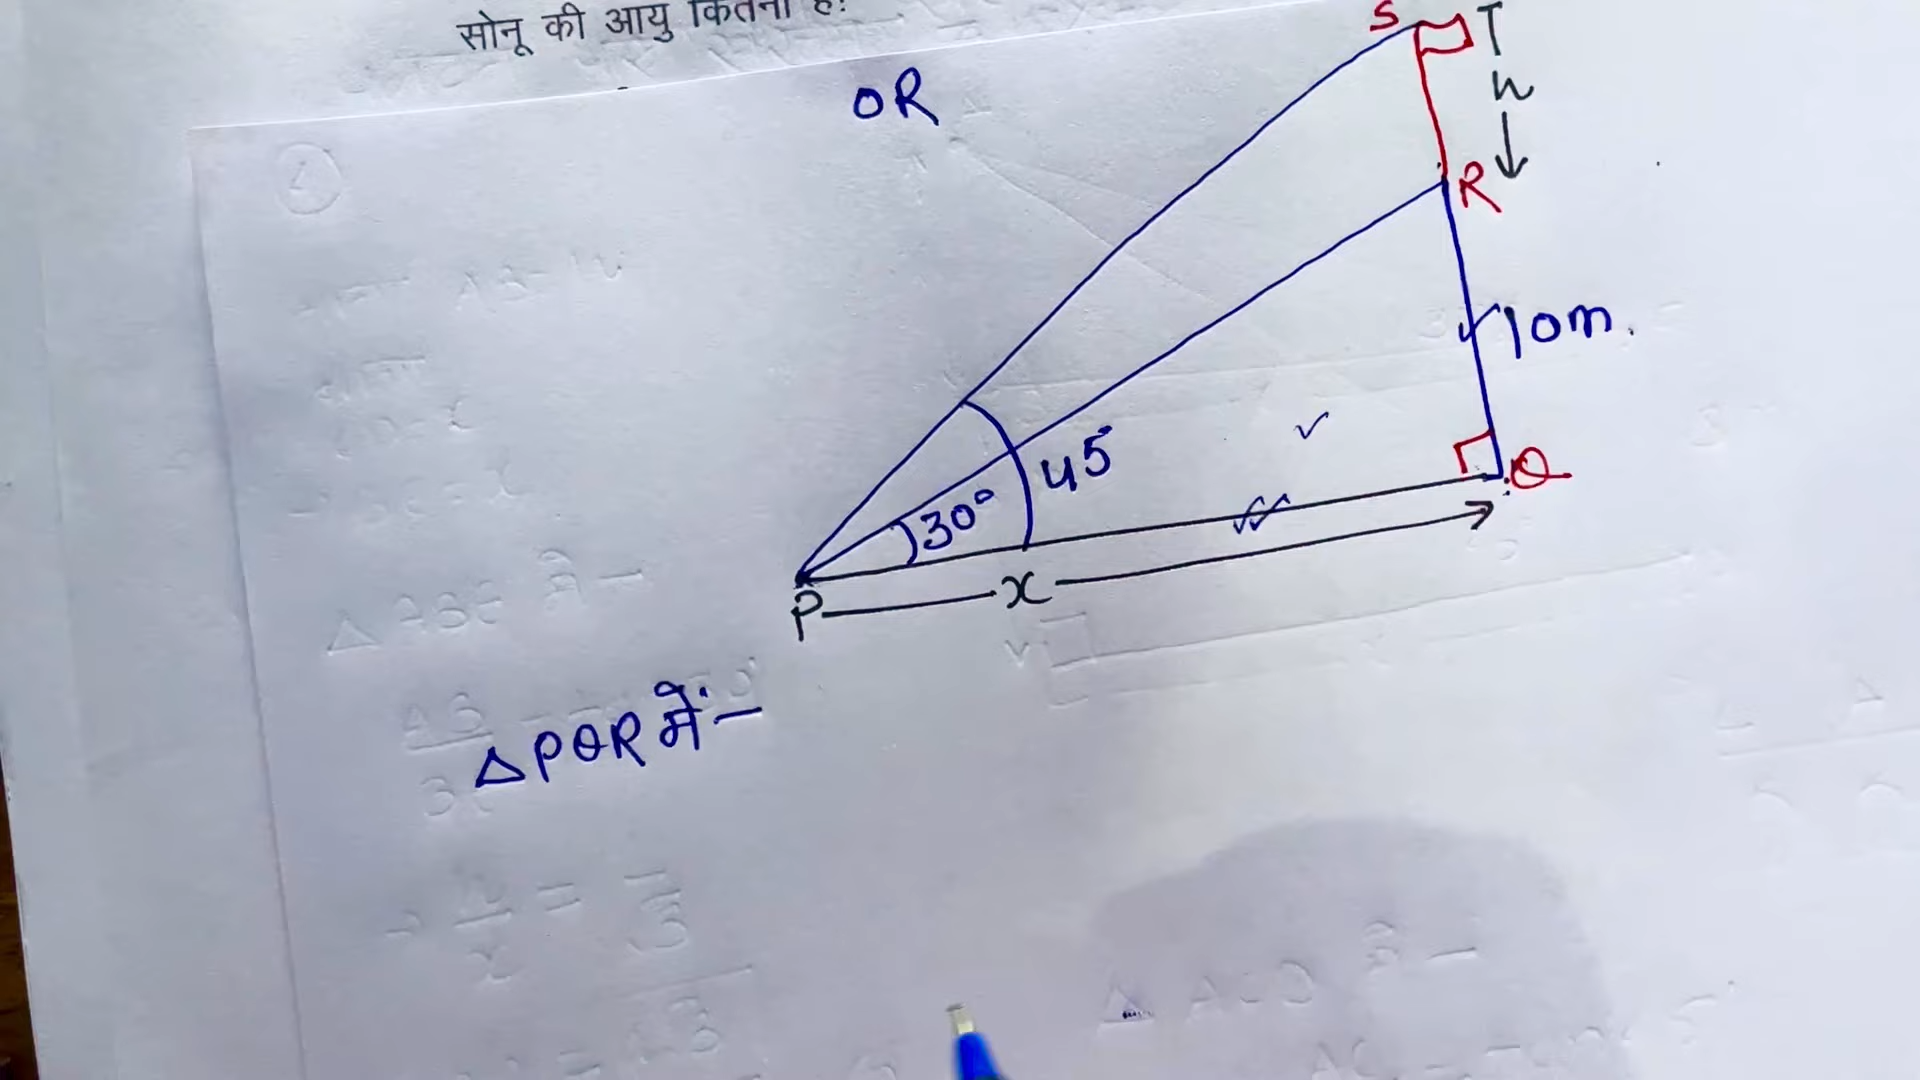 सोनू की आयु कितनी है?
OR
S
T
h
R
10m.
45°
30°
Q
x
P
△PQR में:-